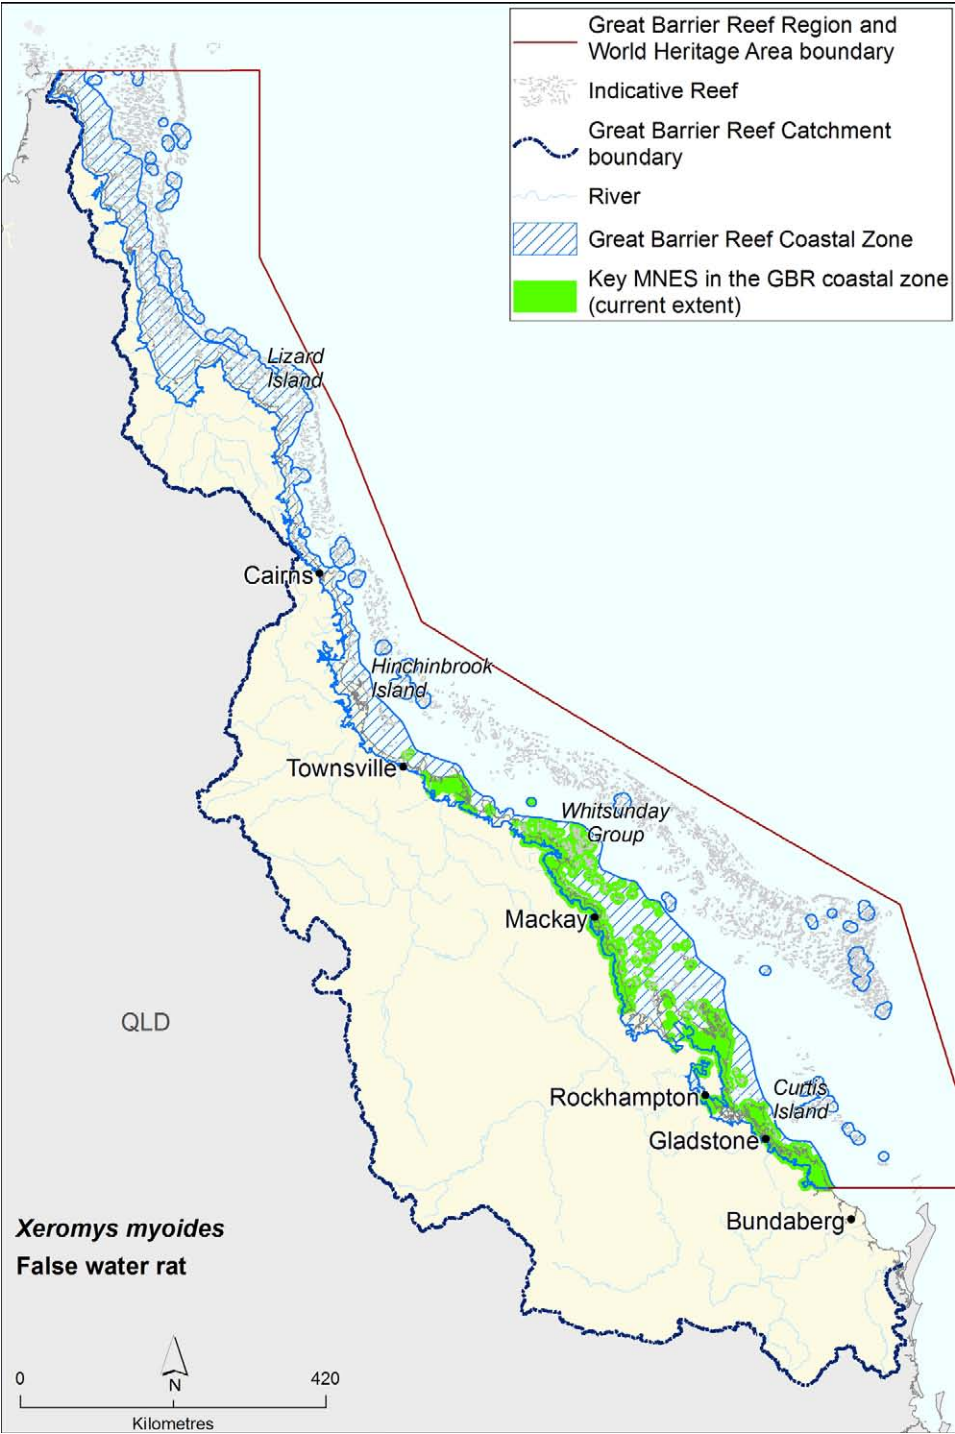 Great Barrier Reef Region and
World Heritage Area boundary
Indicative Reef
Great Barrier Reef Catchment
boundary
River
Great Barrier Reef Coastal Zone
Key MNES in the GBR coastal zone
(current extent)
Lizard
Island
Cairns
Hinchinbrook
Island
Townsville
Whitsunday
Group
Mackay
QLD
Rockhampton
Curtis
Island
Gladstone
Bundaberg
Xeromys myoides
False water rat
0 420
N
Kilometres